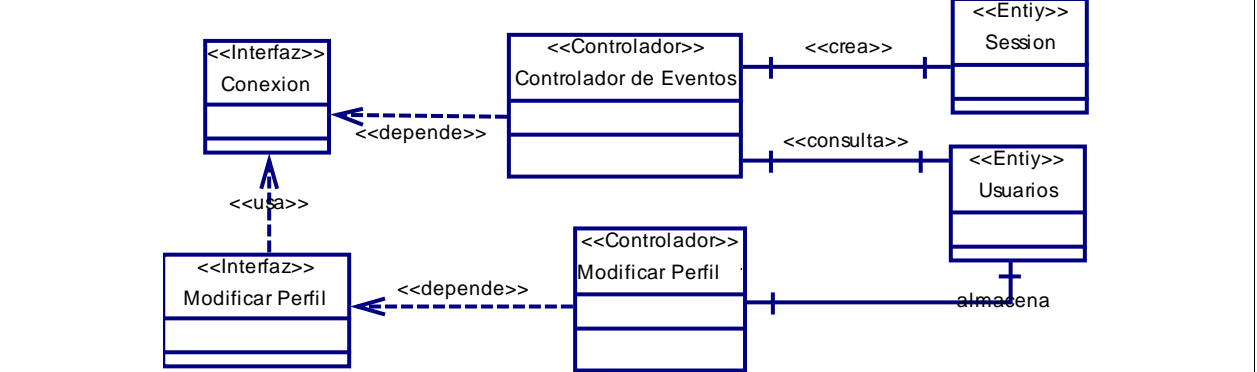 <<Entiy>>
Session
<<crea>>
<<Controlador>>
Controlador de Eventos
<<Interfaz>>
Conexion
<<depende>>
<<consulta>>
<<Entiy>>
Usuarios
<<usa>>
<<Interfaz>>
Modificar Perfil
<<depende>>
<<Controlador>>
Modificar Perfil
almacena